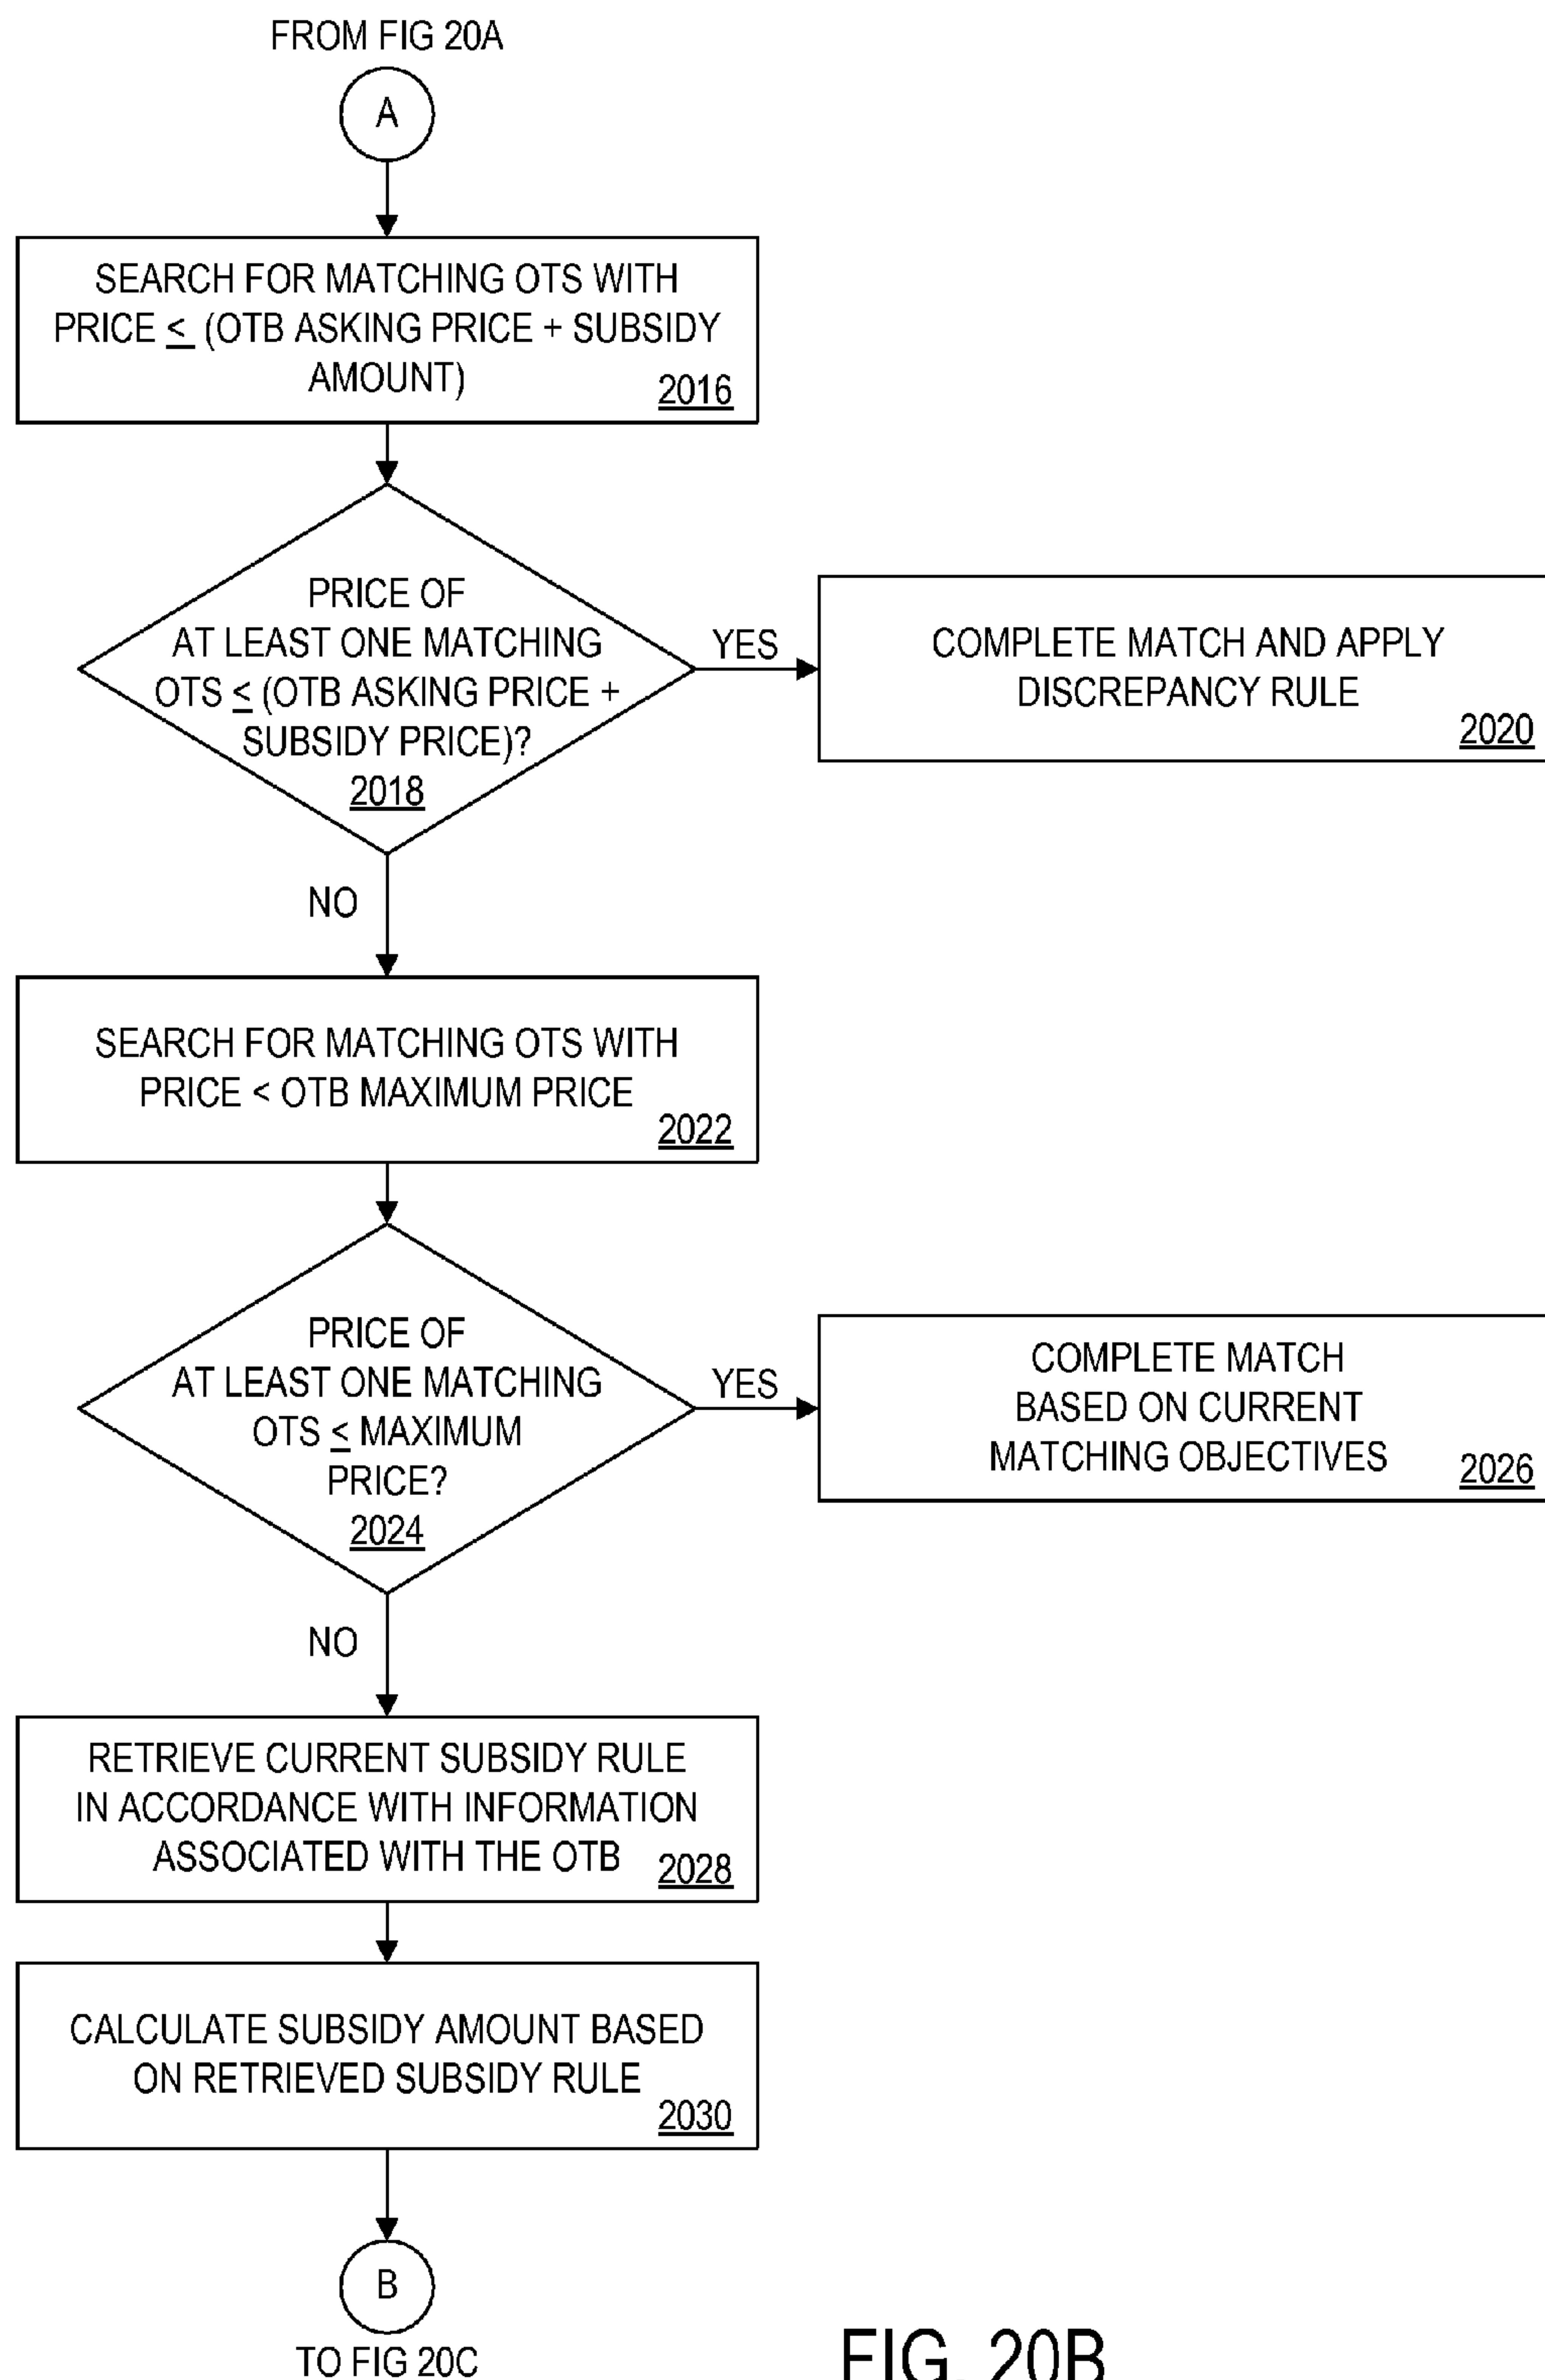 FROM FIG 20A
A
SEARCH FOR MATCHING OTS WITH
PRICE ≤ (OTB ASKING PRICE + SUBSIDY
AMOUNT)
2016
PRICE OF
AT LEAST ONE MATCHING
OTS ≤ (OTB ASKING PRICE +
SUBSIDY PRICE)?
2018
YES
COMPLETE MATCH AND APPLY
DISCREPANCY RULE
2020
NO
SEARCH FOR MATCHING OTS WITH
PRICE < OTB MAXIMUM PRICE
2022
PRICE OF
AT LEAST ONE MATCHING
OTS ≤ MAXIMUM
PRICE?
2024
YES
COMPLETE MATCH
BASED ON CURRENT
MATCHING OBJECTIVES
2026
NO
RETRIEVE CURRENT SUBSIDY RULE
IN ACCORDANCE WITH INFORMATION
ASSOCIATED WITH THE OTB
2028
CALCULATE SUBSIDY AMOUNT BASED
ON RETRIEVED SUBSIDY RULE
2030
B
TO FIG 20C
FIG. 20B